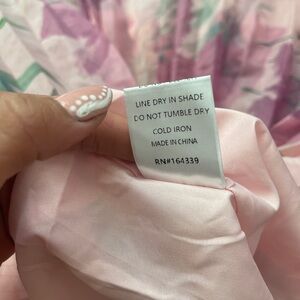 LINE DRY IN SHADE
DO NOT TUMBLE DRY
COLD IRON
MADE IN CHINA
RN#164339